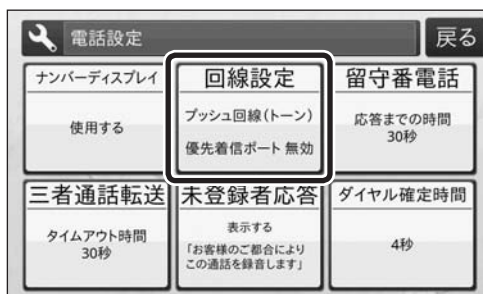 電話設定
戻る
ナンバーディスプレイ
使用する
回線設定
プッシュ回線(トーン)
優先着信ポート 無効
留守番電話
応答までの時間
30秒
三者通話転送
タイムアウト時間
30秒
未登録者応答
表示する
「お客様のご都合により
この通話を録音します」
ダイヤル確定時間
4秒